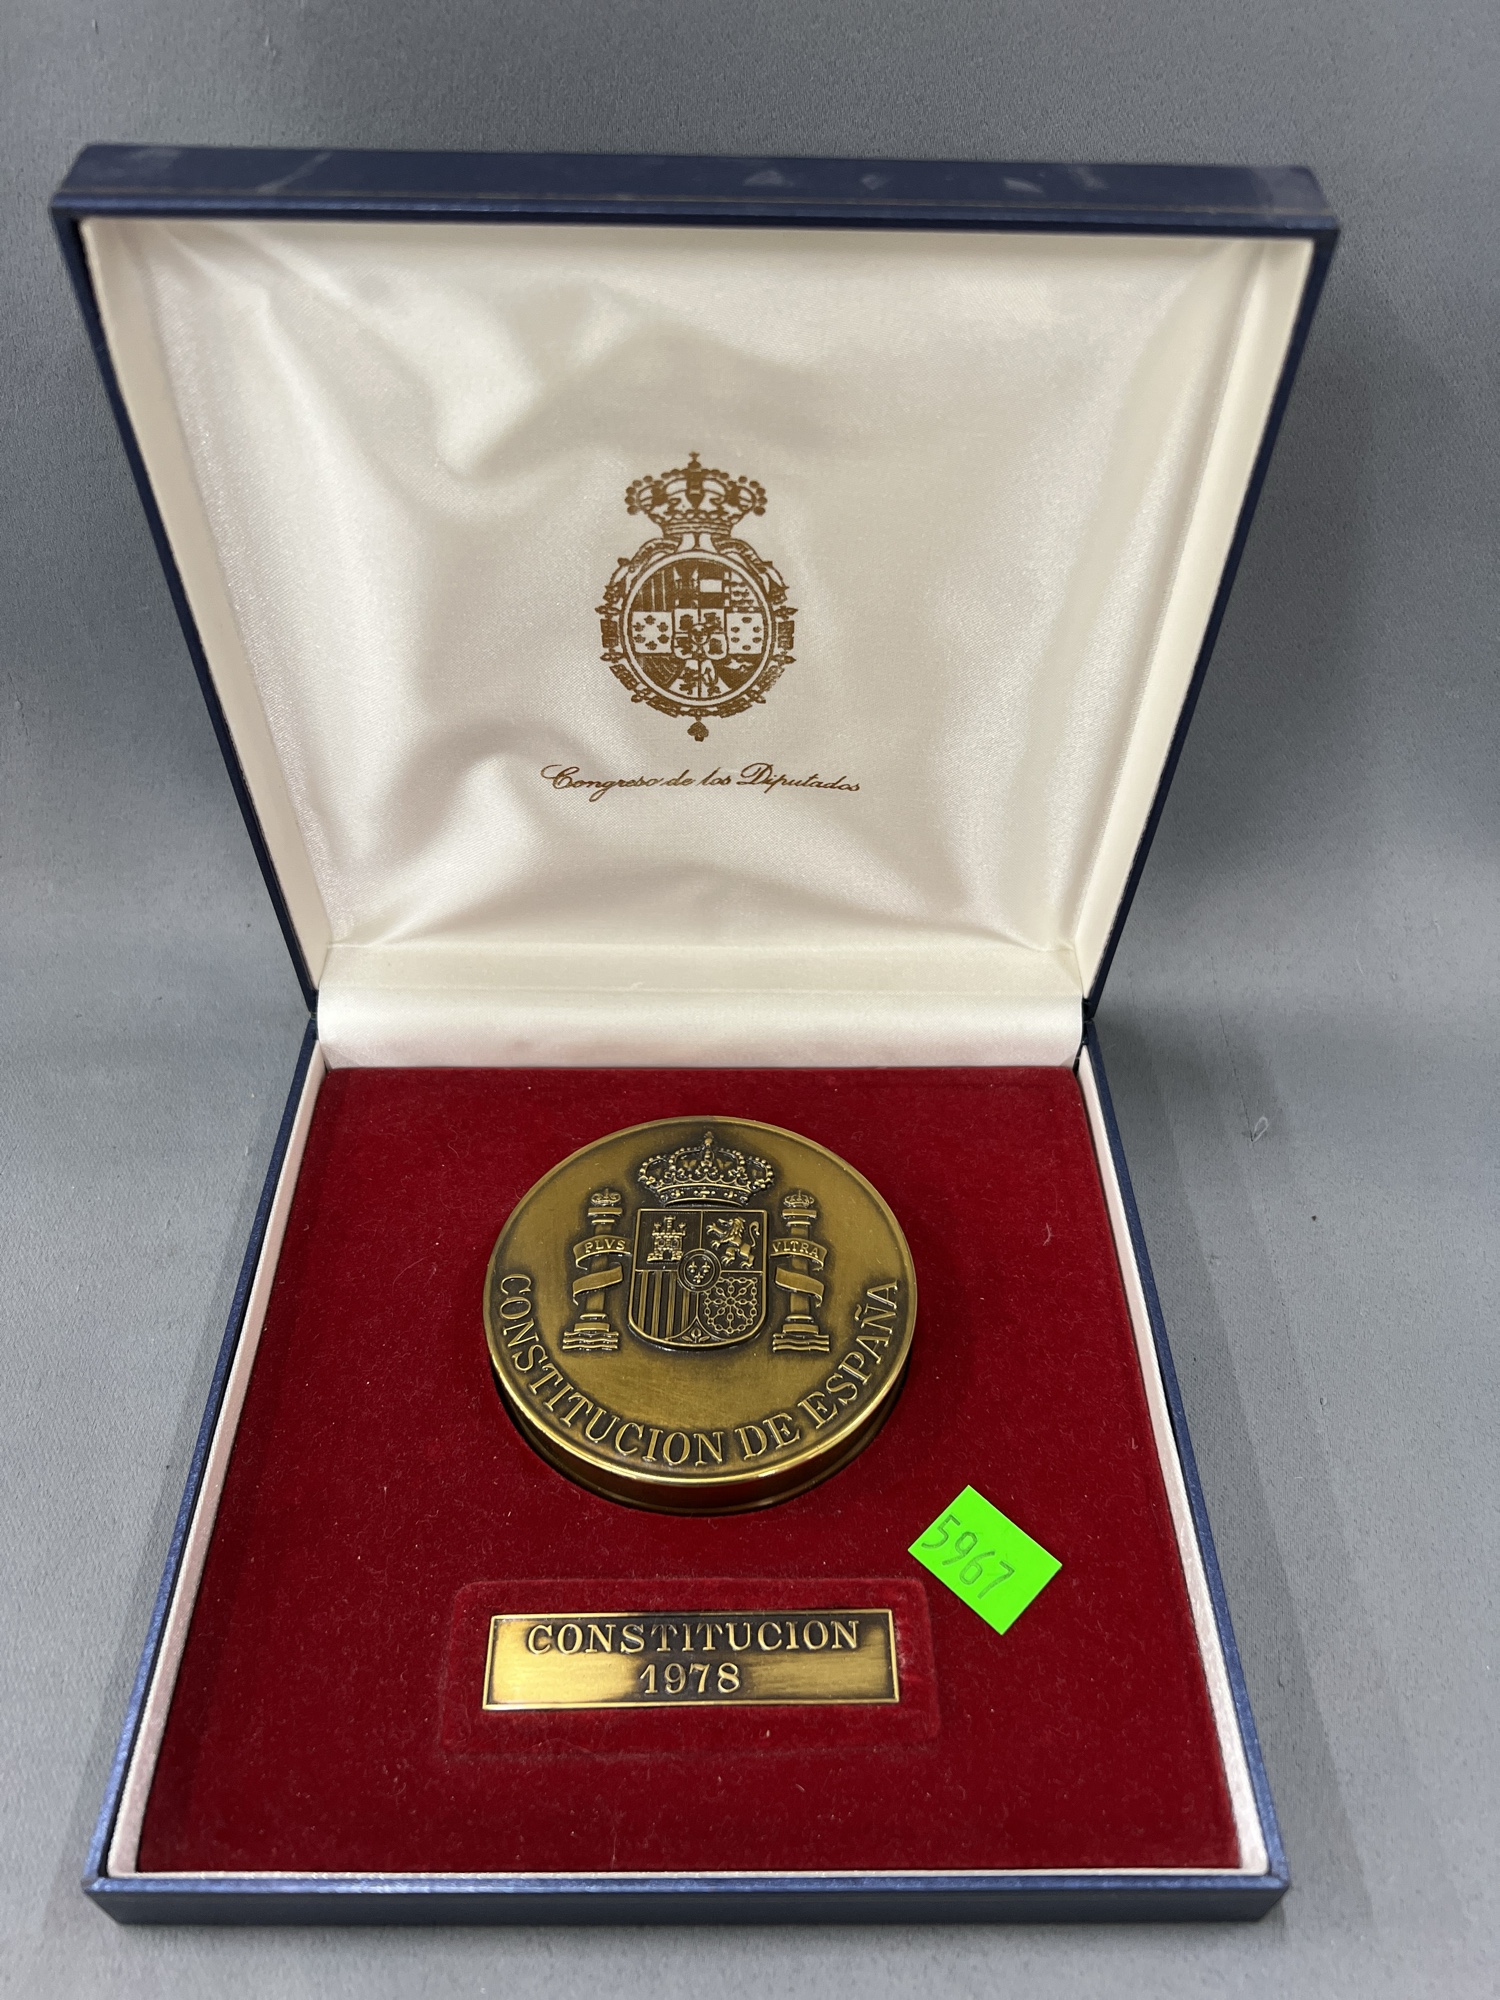 Congreso de los Diputados
PLVS VLTRA
CONSTITUCION DE ESPAÑA
5967
CONSTITUCION
1978